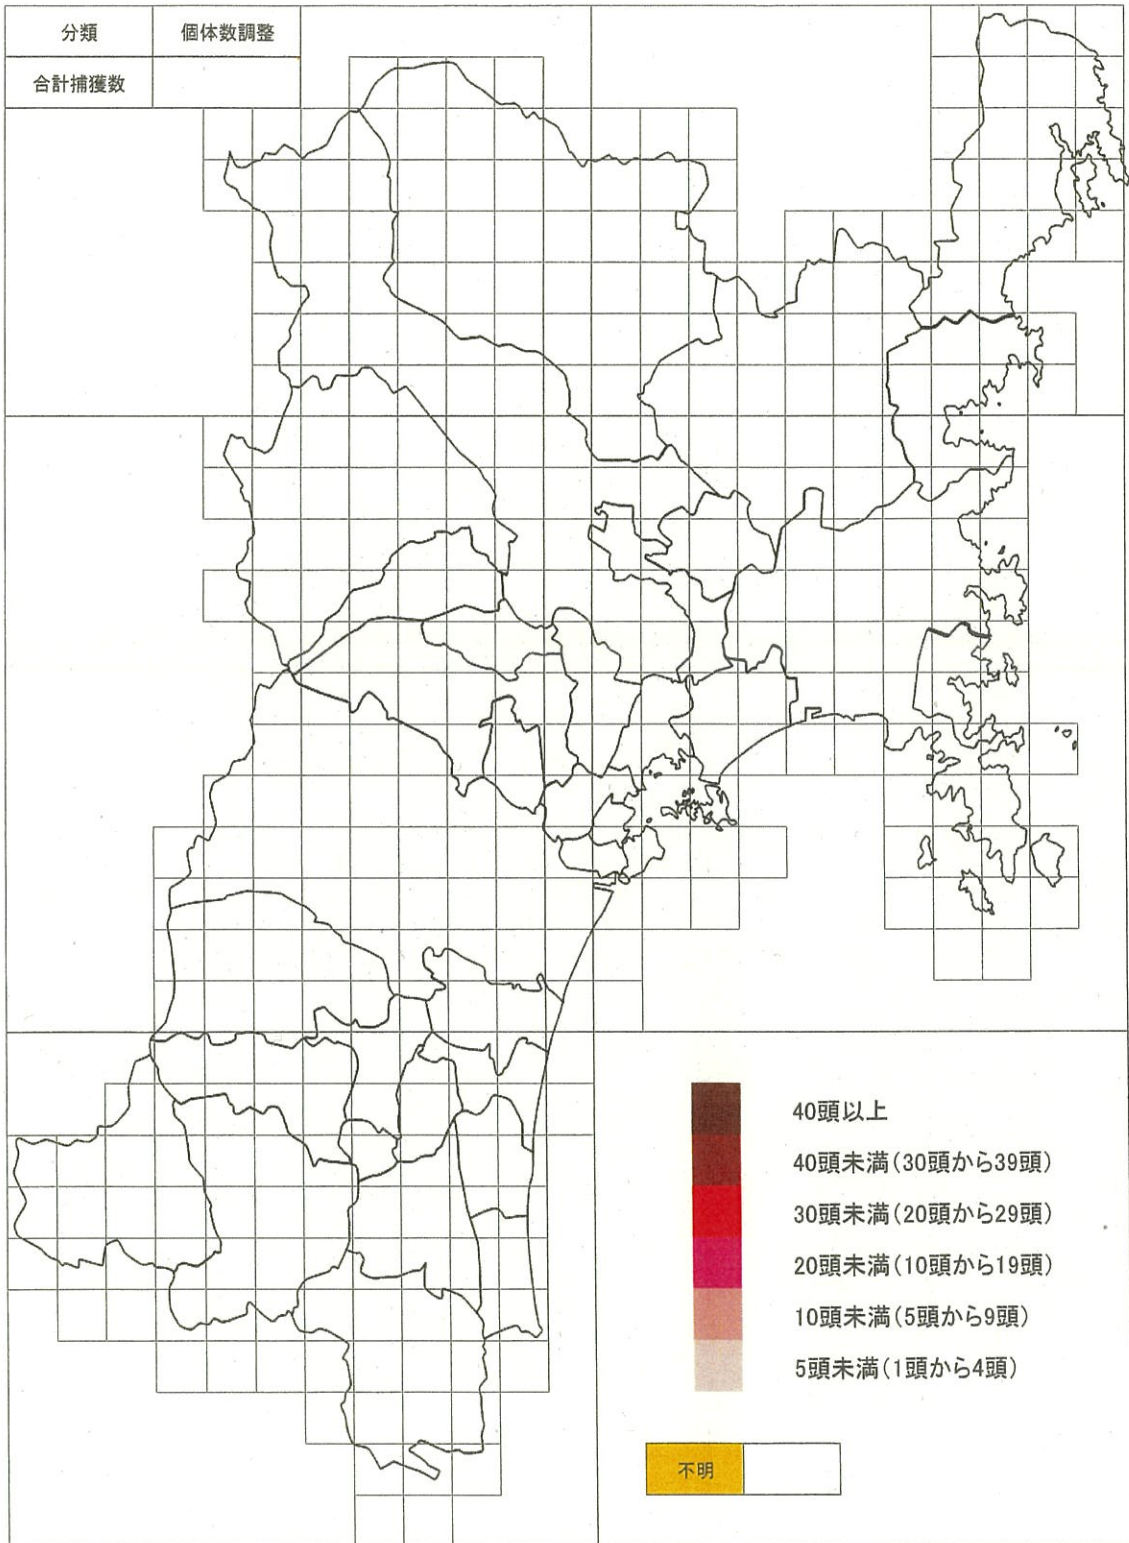 分類 個体数調整
合計捕獲数
40頭以上
40頭未満(30頭から39頭)
30頭未満(20頭から29頭)
20頭未満(10頭から19頭)
10頭未満(5頭から9頭)
5頭未満(1頭から4頭)
不明